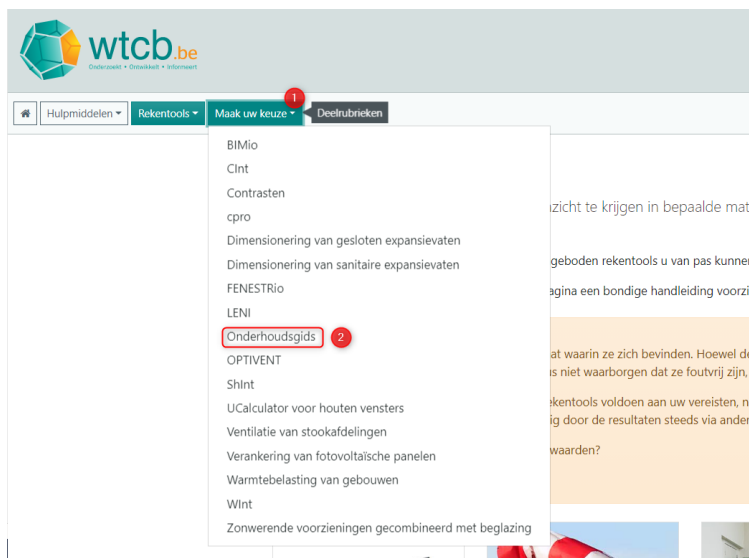 wtcb.be
Onderzoekt • Ontwikkelt • Informeert
1
Hulpmiddelen
Rekentools
Maak uw keuze
Deelrubrieken
BIMio
CInt
Contrasten
cpro
Dimensionering van gesloten expansievaten
Dimensionering van sanitaire expansievaten
FENESTRio
LENI
Onderhoudsgids
2
OPTIVENT
ShInt
UCalculator voor houten vensters
Ventilatie van stookafdelingen
Verankering van fotovoltaïsche panelen
Warmtebelasting van gebouwen
WInt
Zonwerende voorzieningen gecombineerd met beglazing
zicht te krijgen in bepaalde mat
geboden rekentools u van pas kunne
agina een bondige handleiding voorzi
at waarin ze zich bevinden. Hoewel de
s niet waarborgen dat ze foutvrij zijn,
ekentools voldoen aan uw vereisten, n
ig door de resultaten steeds via ander
waarden?